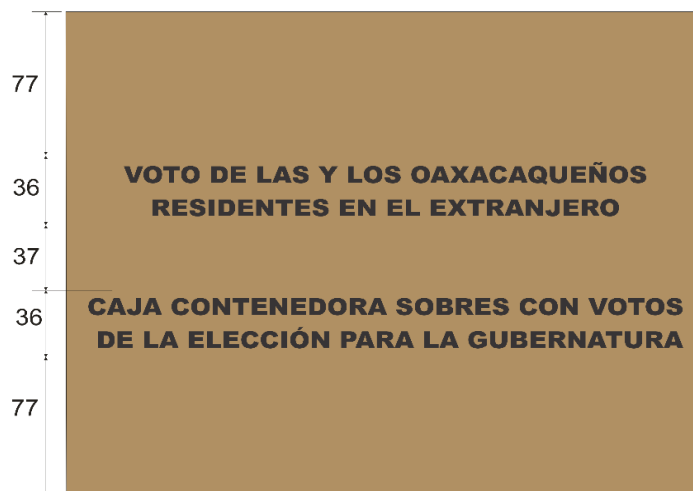 77
36
37
36
77
VOTO DE LAS Y LOS OAXACAQUEÑOS
RESIDENTES EN EL EXTRANJERO
CAJA CONTENEDORA SOBRES CON VOTOS
DE LA ELECCIÓN PARA LA GUBERNATURA